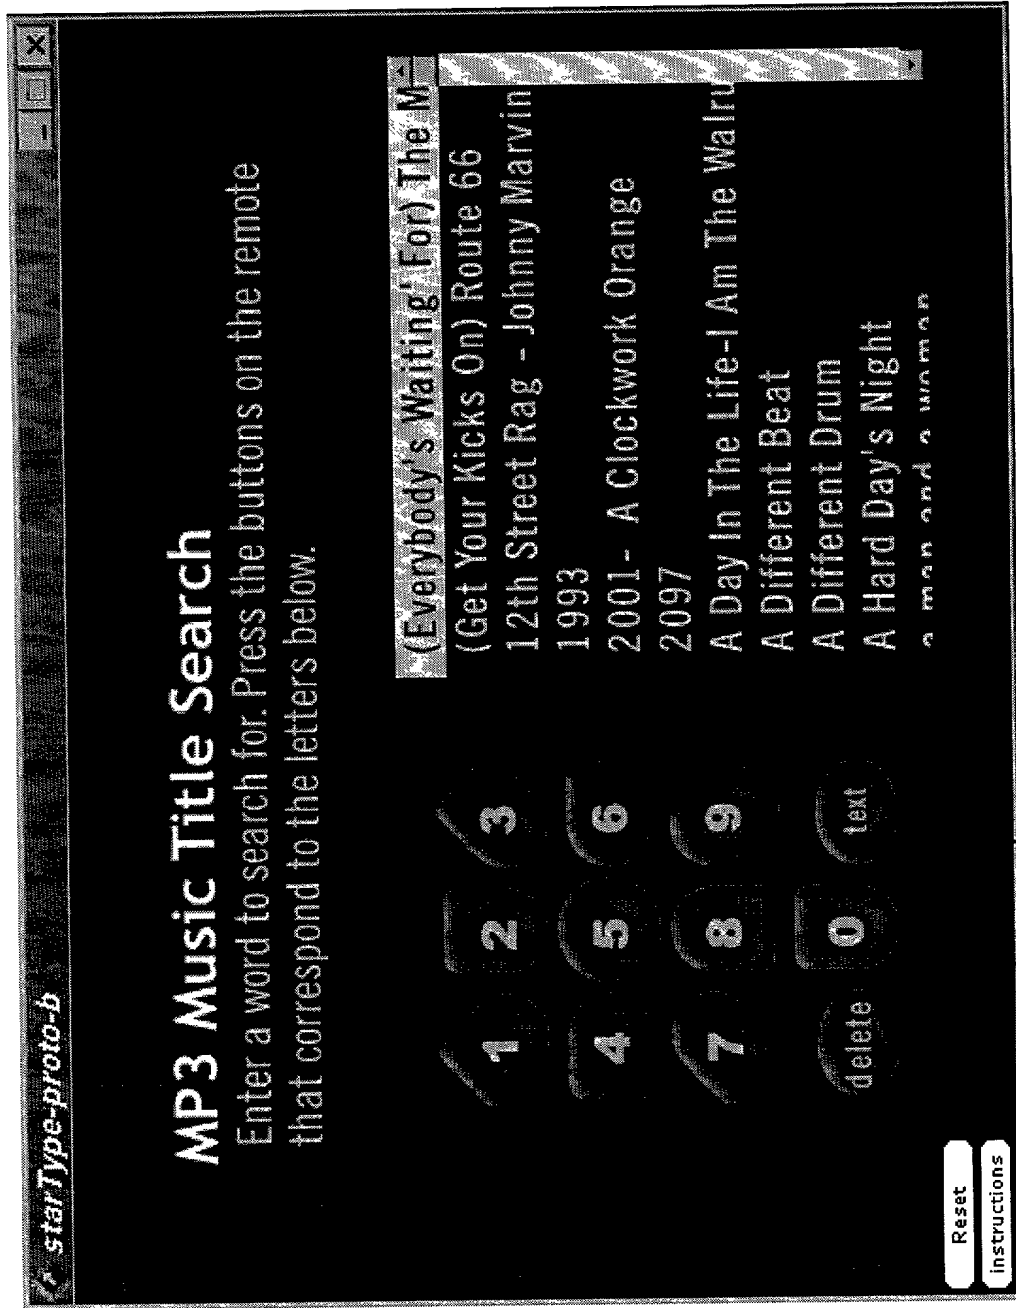 starType-proto-b
MP3 Music Title Search
Enter a word to search for. Press the buttons on the remote
that correspond to the letters below.
1 2 3
4 5 6
7 8 9
delete 0 text
(Everybody's Waiting' For) The M
(Get Your Kicks On) Route 66
12th Street Rag - Johnny Marvin
1993
2001- A Clockwork Orange
2097
A Day In The Life-I Am The Walru
A Different Beat
A Different Drum
A Hard Day's Night
a man and a woman
Reset
instructions